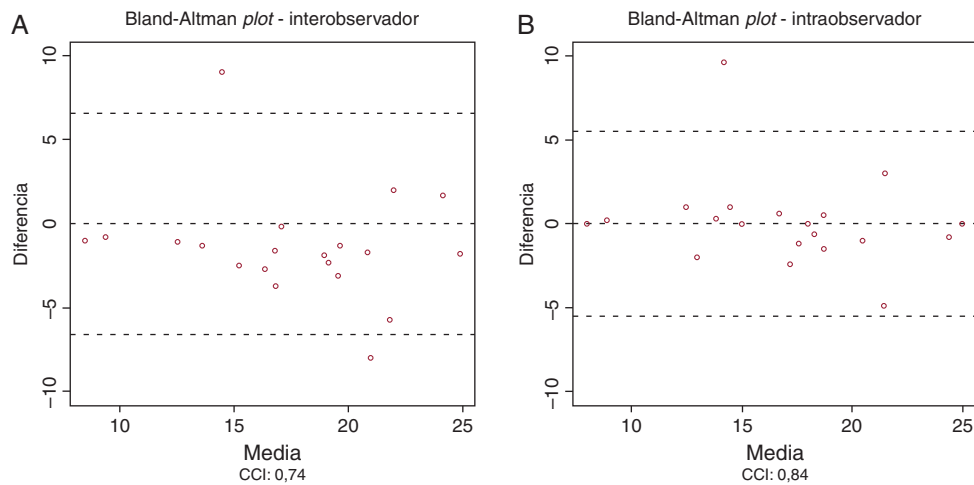 A
Bland-Altman plot - interobservador
10
5
0
−5
−10
Diferencia
10 15 20 25
Media
CCI: 0,74
B
Bland-Altman plot - intraobservador
10
5
0
−5
−10
Diferencia
10 15 20 25
Media
CCI: 0,84